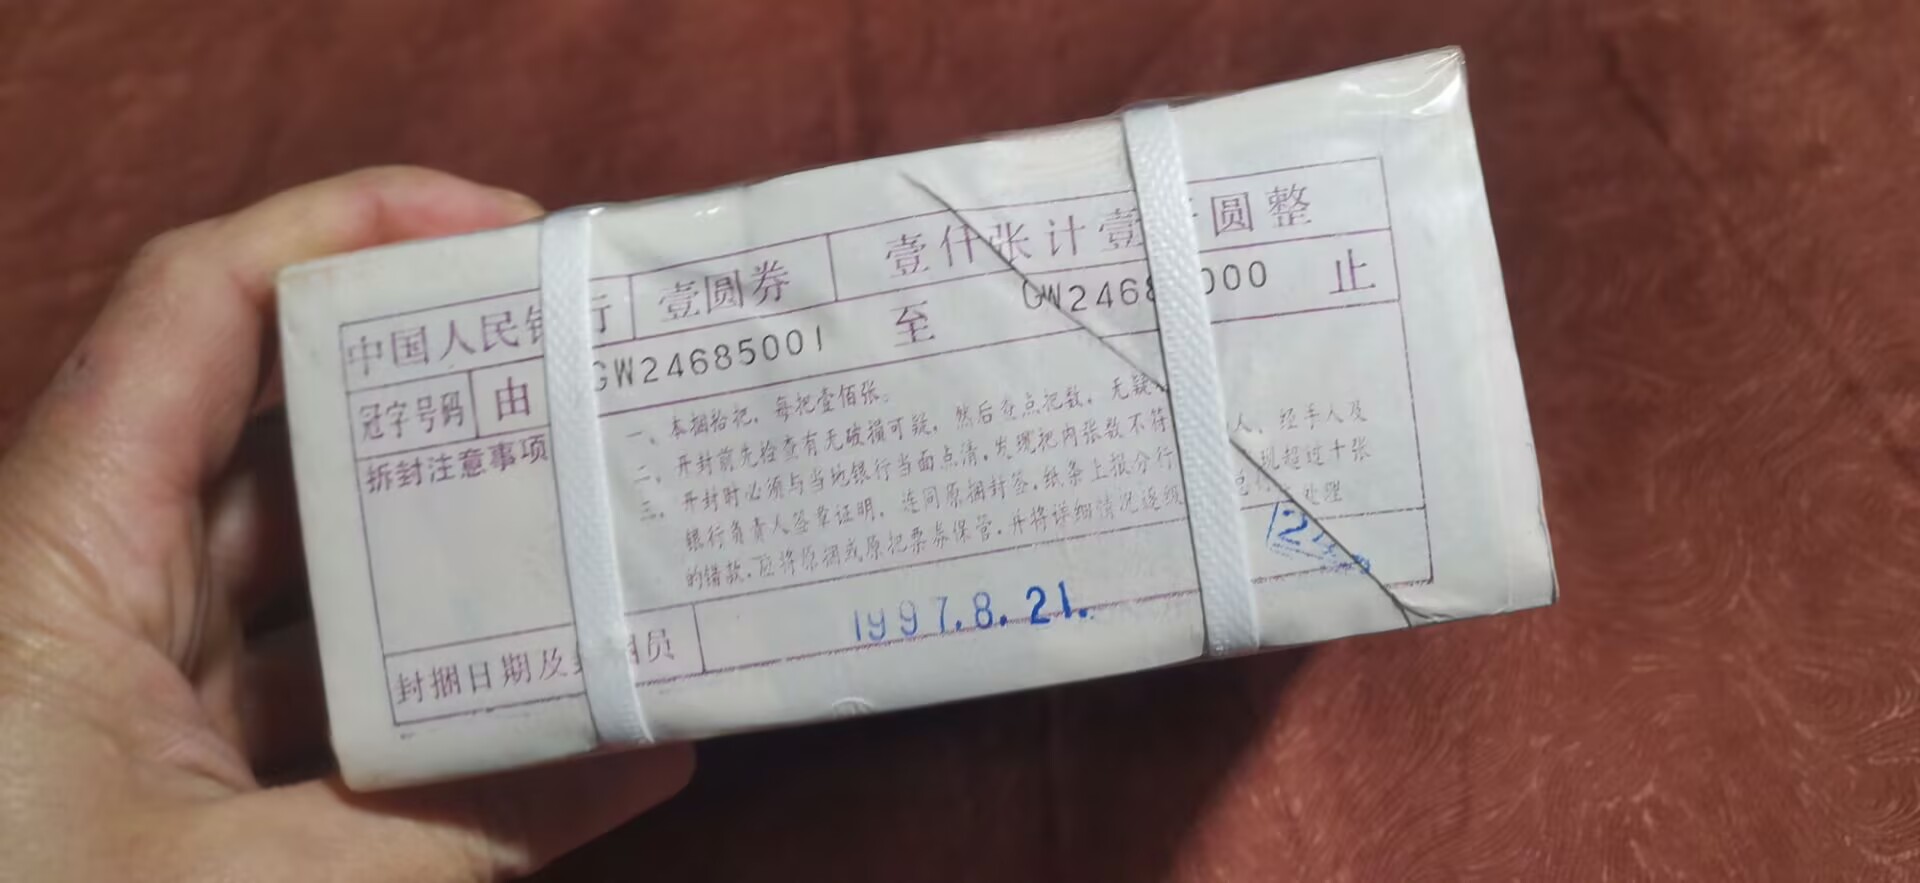 中国人民银行 壹圆券 壹仟张计壹 圆整
冠字号码 由 GW24685001 至 GW2468 000 止
拆封注意事项
一、本捆拾把，每把壹佰张。
二、开封前先检查有无破损可疑，然后查点把数，无疑 人、经手人及
三、开封时必须与当地银行当面点清，发现把内张数不符 现超过十张
银行负责人签章证明，连同原捆封签，纸条上报分行 处理
的错款，应将原捆或原把票券保管，并将详细情况逐级
封捆日期及 员 1997.8.21.